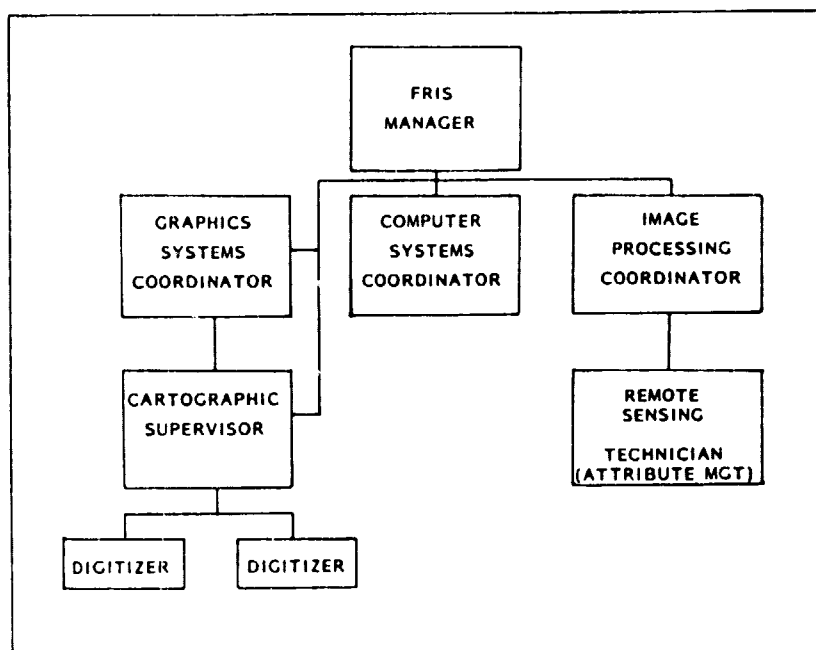 FRIS
MANAGER
GRAPHICS
SYSTEMS
COORDINATOR
COMPUTER
SYSTEMS
COORDINATOR
IMAGE
PROCESSING
COORDINATOR
CARTOGRAPHIC
SUPERVISOR
REMOTE
SENSING
TECHNICIAN
(ATTRIBUTE MGT)
DIGITIZER
DIGITIZER